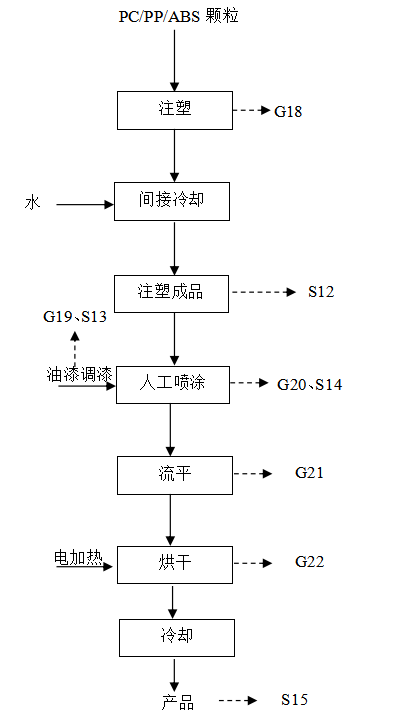 PC/PP/ABS 颗粒
注塑
G18
水
间接冷却
注塑成品
S12
G19、S13
油漆调漆
人工喷涂
G20、S14
流平
G21
电加热
烘干
G22
冷却
产品
S15